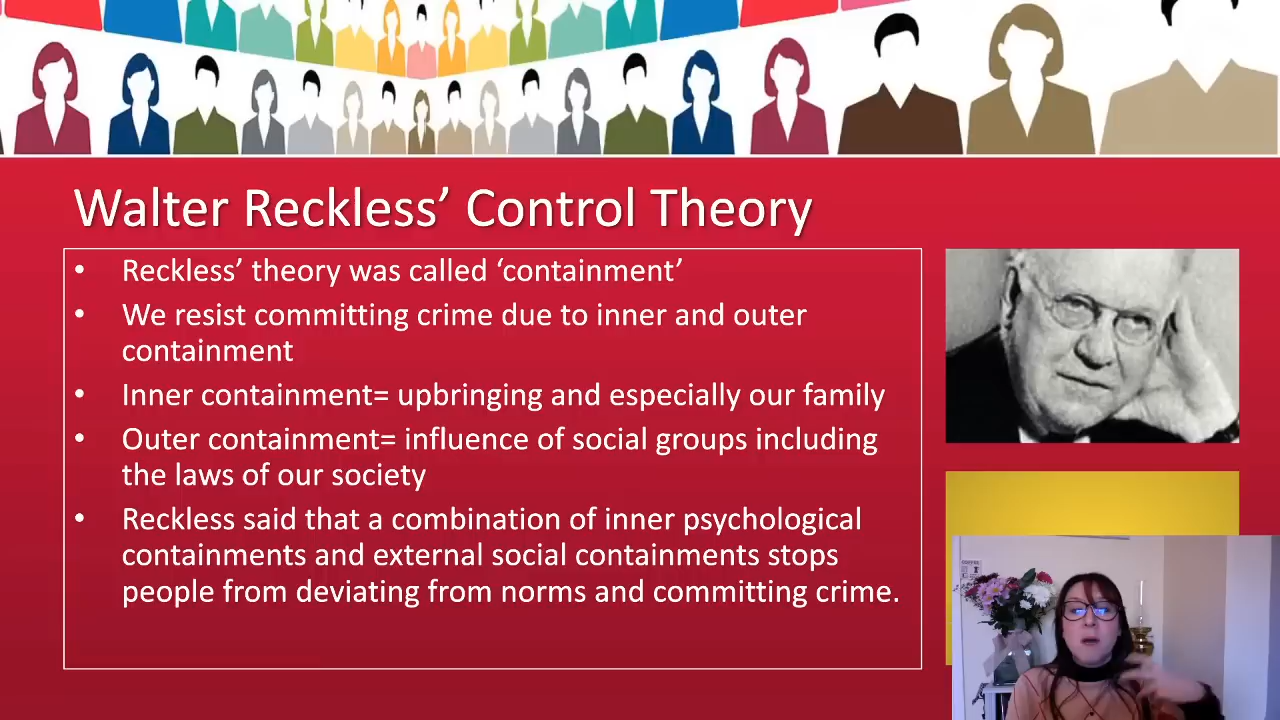 Walter Reckless’ Control Theory
• Reckless’ theory was called ‘containment’
• We resist committing crime due to inner and outer
containment
• Inner containment= upbringing and especially our family
• Outer containment= influence of social groups including
the laws of our society
• Reckless said that a combination of inner psychological
containments and external social containments stops
people from deviating from norms and committing crime.